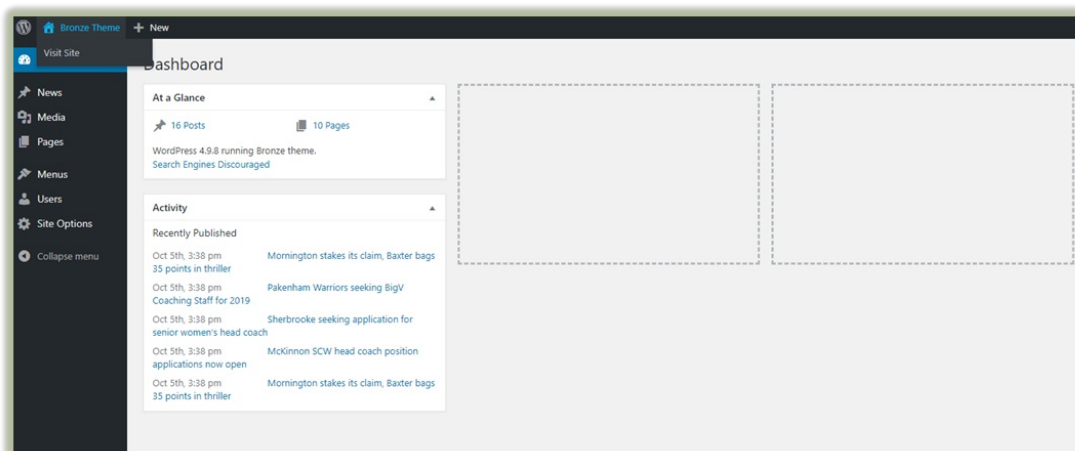 Bronze Theme
New
Visit Site
Dashboard
News
Media
Pages
Menus
Users
Site Options
Collapse menu
At a Glance
16 Posts
10 Pages
WordPress 4.9.8 running Bronze theme.
Search Engines Discouraged
Activity
Recently Published
Oct 5th, 3:38 pm Mornington stakes its claim, Baxter bags
35 points in thriller
Oct 5th, 3:38 pm Pakenham Warriors seeking BigV
Coaching Staff for 2019
Oct 5th, 3:38 pm Sherbrooke seeking application for
senior women's head coach
Oct 5th, 3:38 pm McKinnon SCW head coach position
applications now open
Oct 5th, 3:38 pm Mornington stakes its claim, Baxter bags
35 points in thriller